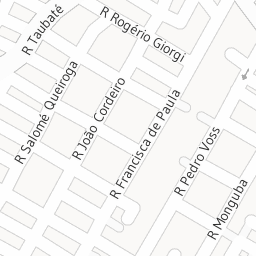 R Rogério Giorgi
R Taubaté
R Salomé Queiroga
R João Cordeiro
R Francisca de Paula
R Pedro Voss
R Monguba